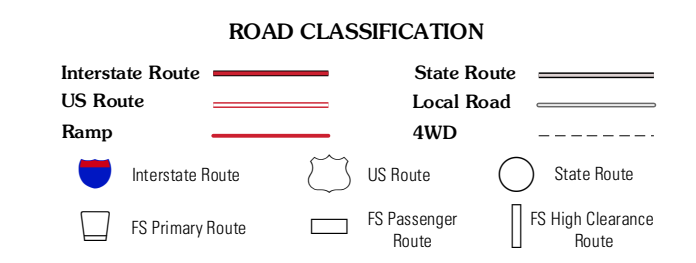 ROAD CLASSIFICATION
Interstate Route
State Route
US Route
Local Road
Ramp
4WD
Interstate Route
US Route
State Route
FS Primary Route
FS Passenger
Route
FS High Clearance
Route